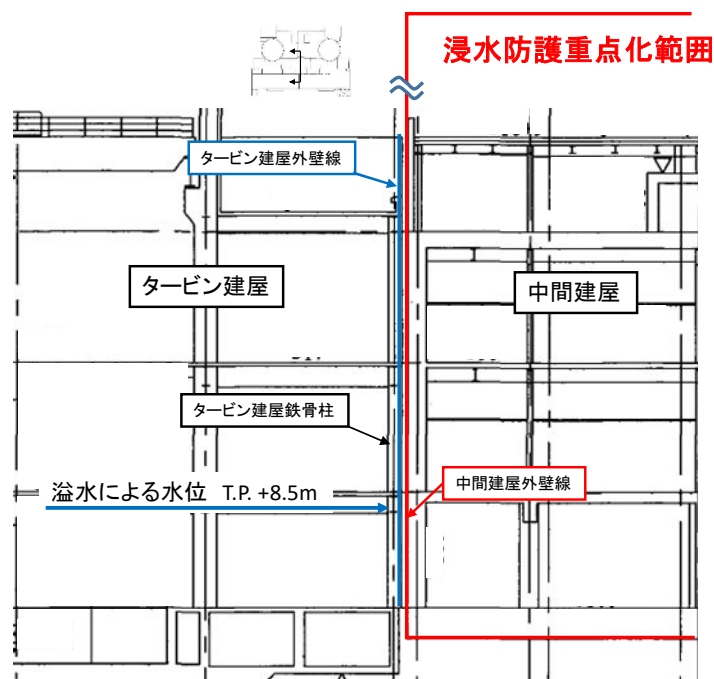 浸水防護重点化範囲
タービン建屋外壁線
タービン建屋
中間建屋
タービン建屋鉄骨柱
溢水による水位 T.P. +8.5m
中間建屋外壁線